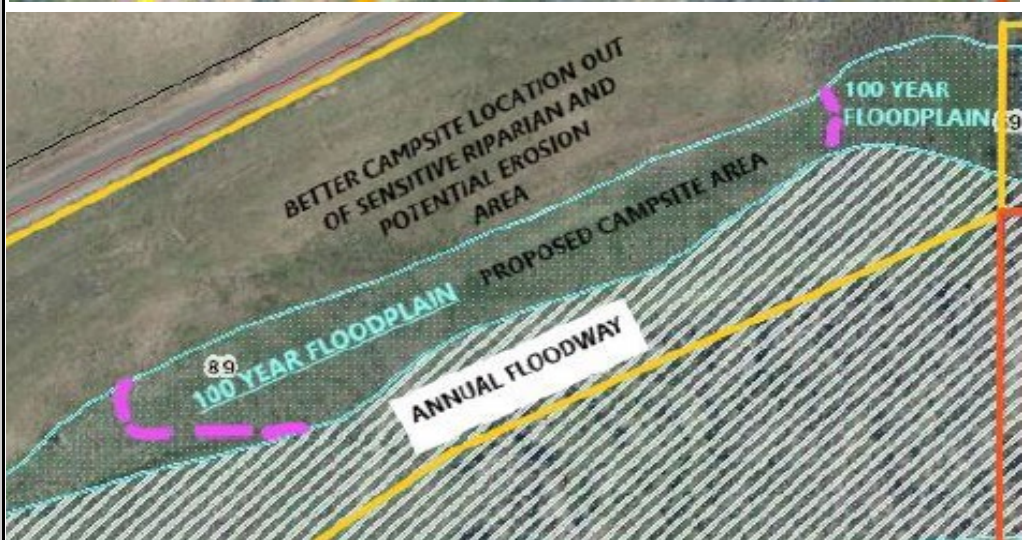 BETTER CAMPSITE LOCATION OUT
OF SENSITIVE RIPARIAN AND
POTENTIAL EROSION
AREA
100 YEAR
FLOODPLAIN
PROPOSED CAMPSITE AREA
100 YEAR FLOODPLAIN
89
ANNUAL FLOODWAY